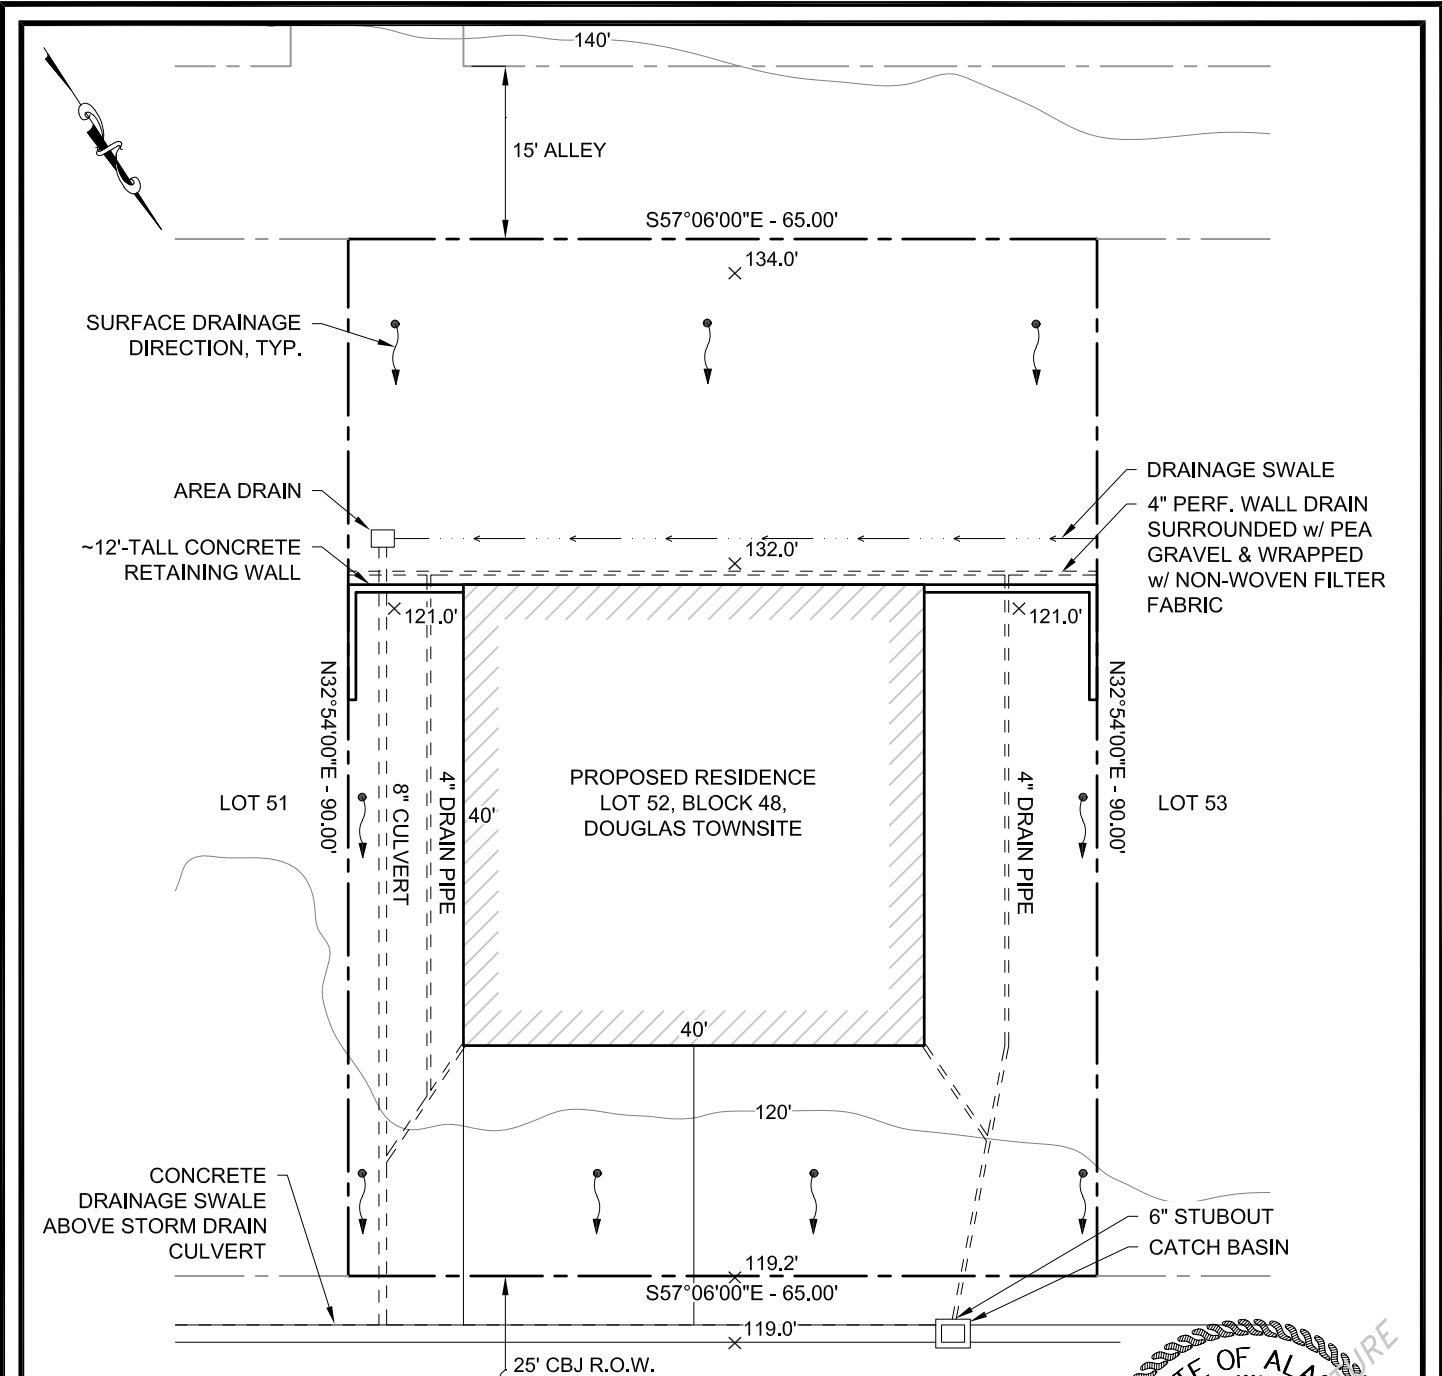 140'
15' ALLEY
S57°06'00"E - 65.00'
134.0'
SURFACE DRAINAGE
DIRECTION, TYP.
DRAINAGE SWALE
AREA DRAIN
4" PERF. WALL DRAIN
SURROUNDED w/ PEA
GRAVEL & WRAPPED
w/ NON-WOVEN FILTER
FABRIC
~12'-TALL CONCRETE
RETAINING WALL
132.0'
121.0'
121.0'
N32°54'00"E - 90.00'
N32°54'00"E - 90.00'
LOT 51
8" CULVERT
4" DRAIN PIPE
40'
PROPOSED RESIDENCE
LOT 52, BLOCK 48,
DOUGLAS TOWNSITE
4" DRAIN PIPE
LOT 53
40'
120'
CONCRETE
DRAINAGE SWALE
ABOVE STORM DRAIN
CULVERT
6" STUBOUT
CATCH BASIN
119.2'
S57°06'00"E - 65.00'
119.0'
25' CBJ R.O.W.
OF